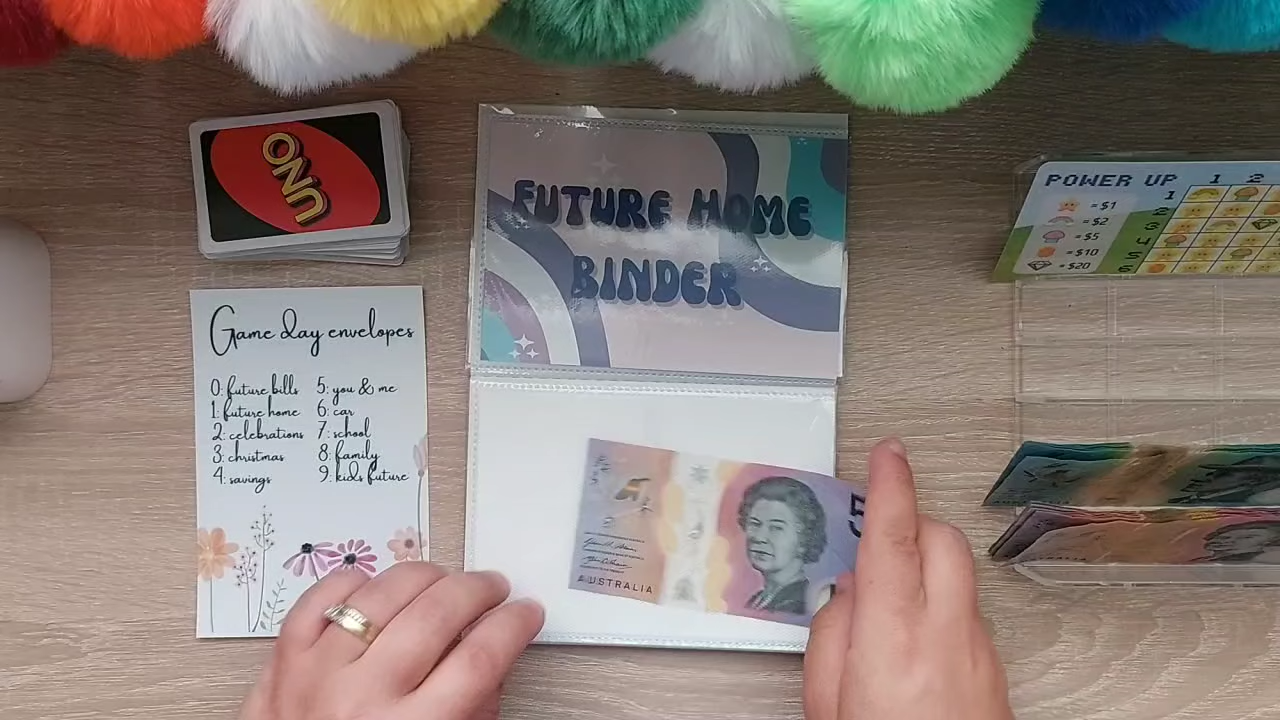 UNO
FUTURE HOME
BINDER
Game day envelopes
0: future bills
1: future home
2: celebrations
3: christmas
4: savings
5: you & me
6: car
7: school
8: family
9: kids future
AUSTRALIA
POWER UP 1 2
= $1
= $2
= $5
= $10
= $20
1
2
3
4
5
6